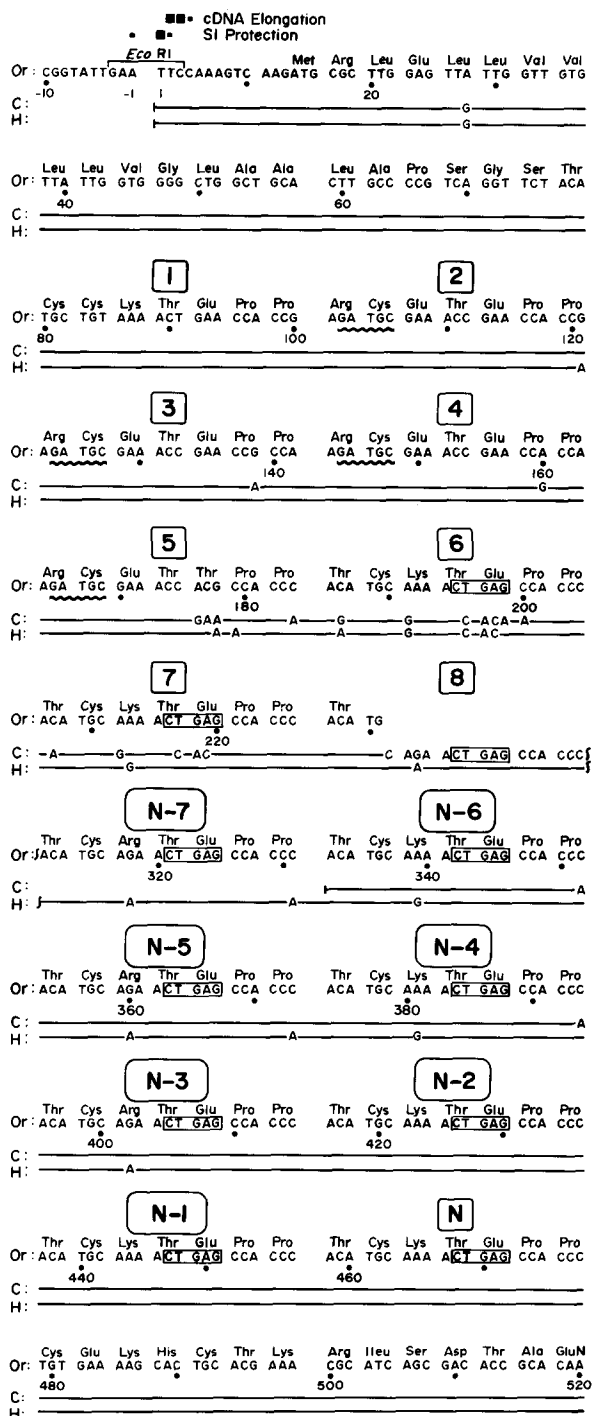 cDNA Elongation
SI Protection
Eco RI
Met Arg Leu Glu Leu Leu Val Val
Or: CGGTATTGAA TTCCAAAGTC AAGATG CGC TTG GAG TTA TTG GTT GTG
-10 -1 1 20
C: G
H: G
Leu Leu Val Gly Leu Ala Ala Leu Ala Pro Ser Gly Ser Thr
Or: TTA TTG GTG GGG CTG GCT GCA CTT GCC CCG TCA GGT TCT ACA
40 60
C:
H:
1 2
Cys Cys Lys Thr Glu Pro Pro Arg Cys Glu Thr Glu Pro Pro
Or: TGC TGT AAA ACT GAA CCA CCG AGA TGC GAA ACC GAA CCA CCG
80 100 120
C:
H: A
3 4
Arg Cys Glu Thr Glu Pro Pro Arg Cys Glu Thr Glu Pro Pro
Or: AGA TGC GAA ACC GAA CCG CCA AGA TGC GAA ACC GAA CCA CCA
140 160
C: A G
H:
5 6
Arg Cys Glu Thr Thr Pro Pro Thr Cys Lys Thr Glu Pro Pro
Or: AGA TGC GAA ACC ACG CCA CCC ACA TGC AAA ACT GAG CCA CCC
180 200
C: GAA A G G C ACA A
H: A A A G C AC
7 8
Thr Cys Lys Thr Glu Pro Pro Thr
Or: ACA TGC AAA ACT GAG CCA CCC ACA TG
220
C: A G C AC C AGA ACT GAG CCA CCC
H: G A
N-7 N-6
Thr Cys Arg Thr Glu Pro Pro Thr Cys Lys Thr Glu Pro Pro
Or: ACA TGC AGA ACT GAG CCA CCC ACA TGC AAA ACT GAG CCA CCC
320 340
C: A
H: A A G
N-5 N-4
Thr Cys Arg Thr Glu Pro Pro Thr Cys Lys Thr Glu Pro Pro
Or: ACA TGC AGA ACT GAG CCA CCC ACA TGC AAA ACT GAG CCA CCC
360 380
C: A
H: A A G
N-3 N-2
Thr Cys Arg Thr Glu Pro Pro Thr Cys Lys Thr Glu Pro Pro
Or: ACA TGC AGA ACT GAG CCA CCC ACA TGC AAA ACT GAG CCA CCC
400 420
C:
H: A
N-1 N
Thr Cys Lys Thr Glu Pro Pro Thr Cys Lys Thr Glu Pro Pro
Or: ACA TGC AAA ACT GAG CCA CCC ACA TGC AAA ACT GAG CCA CCC
440 460
C:
H:
Cys Glu Lys His Cys Thr Lys Arg Ileu Ser Asp Thr Ala GluN
Or: TGT GAA AAG CAC TGC ACG AAA CGC ATC AGC GAC ACC GCA CAA
480 500 520
C:
H: